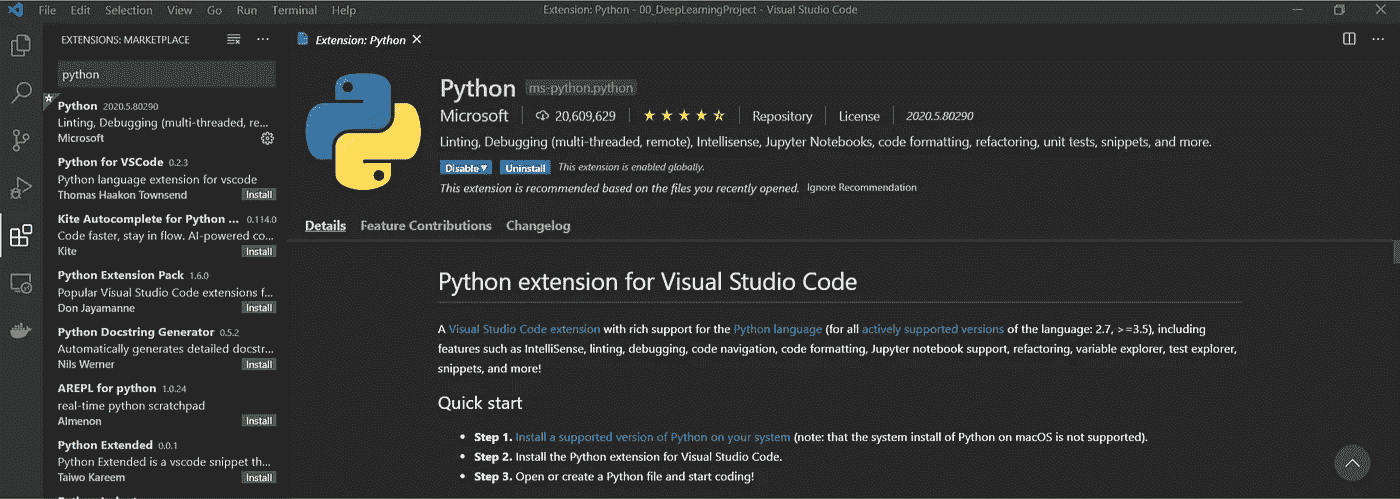 File Edit Selection View Go Run Terminal Help
Extension: Python - 00_DeepLearningProject - Visual Studio Code
EXTENSIONS: MARKETPLACE
python
Python 2020.5.80290
Linting, Debugging (multi-threaded, re...
Microsoft
Python for VSCode 0.2.3
Python language extension for vscode
Thomas Haakon Townsend Install
Kite Autocomplete for Python ... 0.114.0
Code faster, stay in flow. AI-powered co...
Kite Install
Python Extension Pack 1.6.0
Popular Visual Studio Code extensions f...
Don Jayamanne Install
Python Docstring Generator 0.5.2
Automatically generates detailed docstr...
Nils Werner Install
AREPL for python 1.0.24
real-time python scratchpad
Almenon Install
Python Extended 0.0.1
Python Extended is a vscode snippet th...
Taiwo Kareem Install
Extension: Python
Python ms-python.python
Microsoft 20,609,629 Repository License 2020.5.80290
Linting, Debugging (multi-threaded, remote), Intellisense, Jupyter Notebooks, code formatting, refactoring, unit tests, snippets, and more.
Disable Uninstall This extension is enabled globally.
This extension is recommended based on the files you recently opened. Ignore Recommendation
Details Feature Contributions Changelog
Python extension for Visual Studio Code
A Visual Studio Code extension with rich support for the Python language (for all actively supported versions of the language: 2.7, >=3.5), including
features such as IntelliSense, linting, debugging, code navigation, code formatting, Jupyter notebook support, refactoring, variable explorer, test explorer,
snippets, and more!
Quick start
• Step 1. Install a supported version of Python on your system (note: that the system install of Python on macOS is not supported).
• Step 2. Install the Python extension for Visual Studio Code.
• Step 3. Open or create a Python file and start coding!